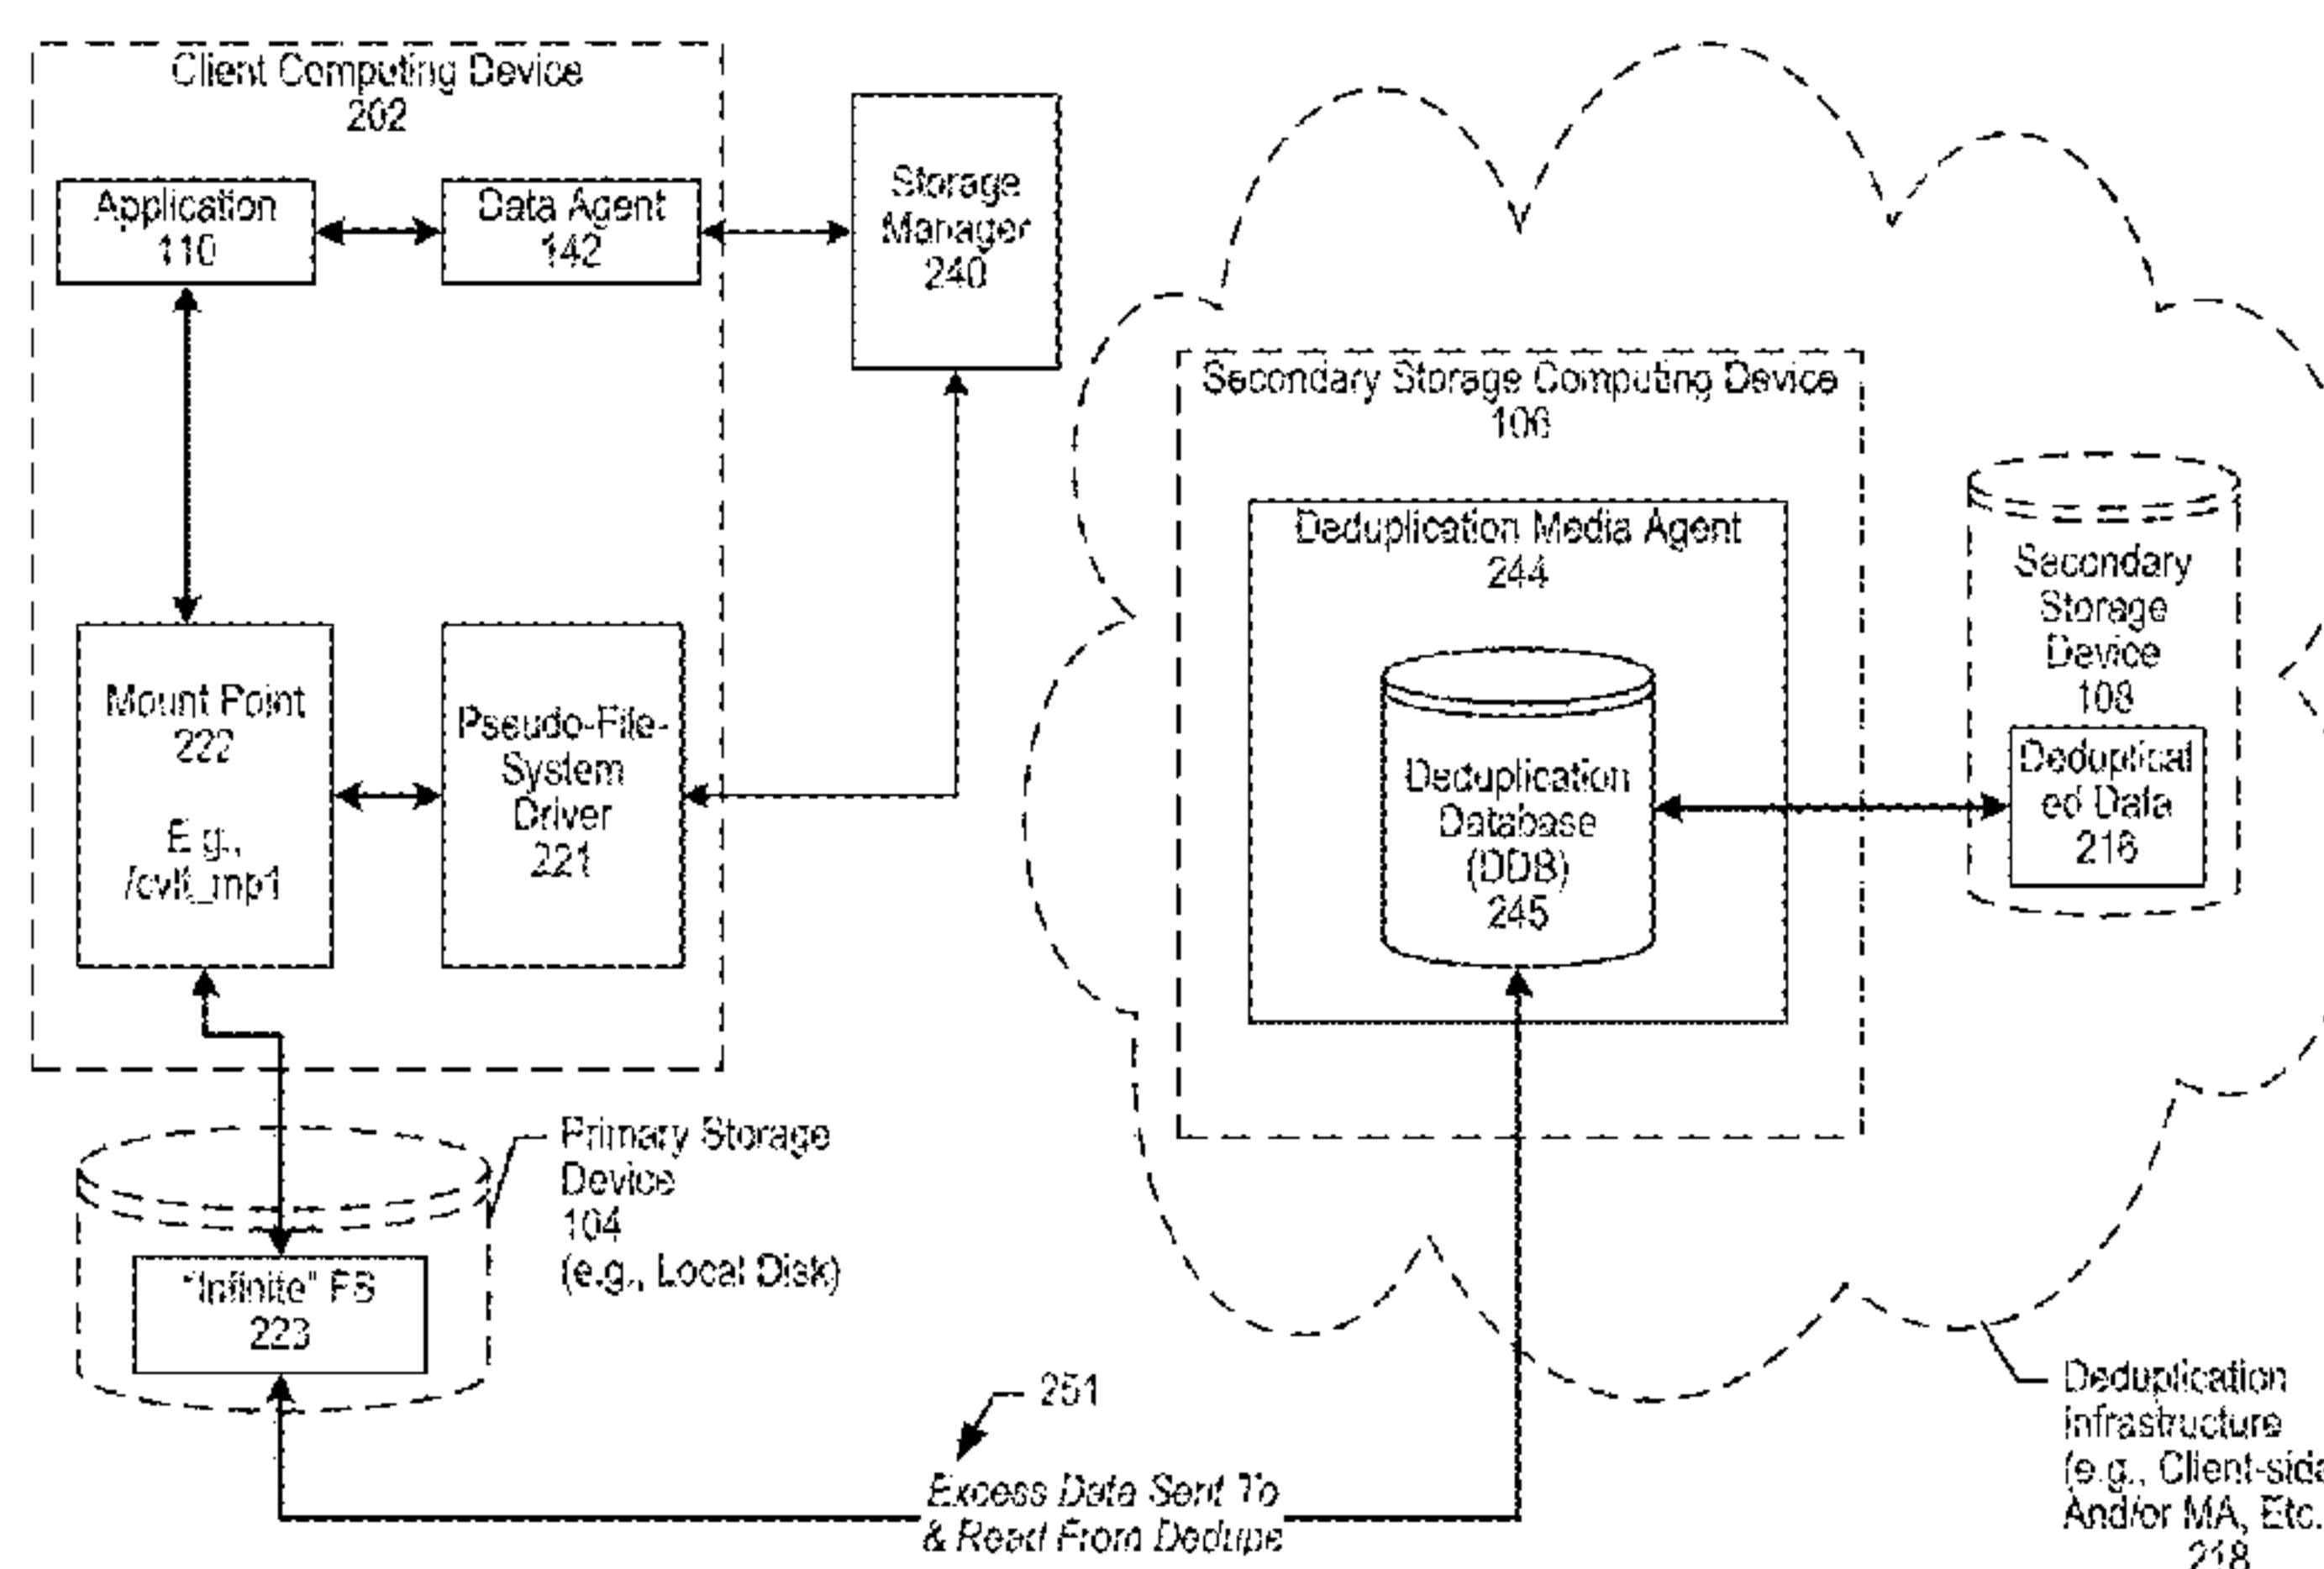 Client Computing Device
202
Application
110
Data Agent
142
Storage
Manager
240
Mount Point
222
E.g.,
/cvlt_mp1
Pseudo-File-
System
Driver
221
Primary Storage
Device
104
(e.g., Local Disk)
"Infinite" FS
223
251
Excess Data Sent To
& Read From Dedupe
Secondary Storage Computing Device
106
Deduplication Media Agent
244
Deduplication
Database
(DDB)
245
Secondary
Storage
Device
108
Deduplicat
ed Data
216
Deduplication
Infrastructure
(e.g., Client-side
And/or MA, Etc.
218